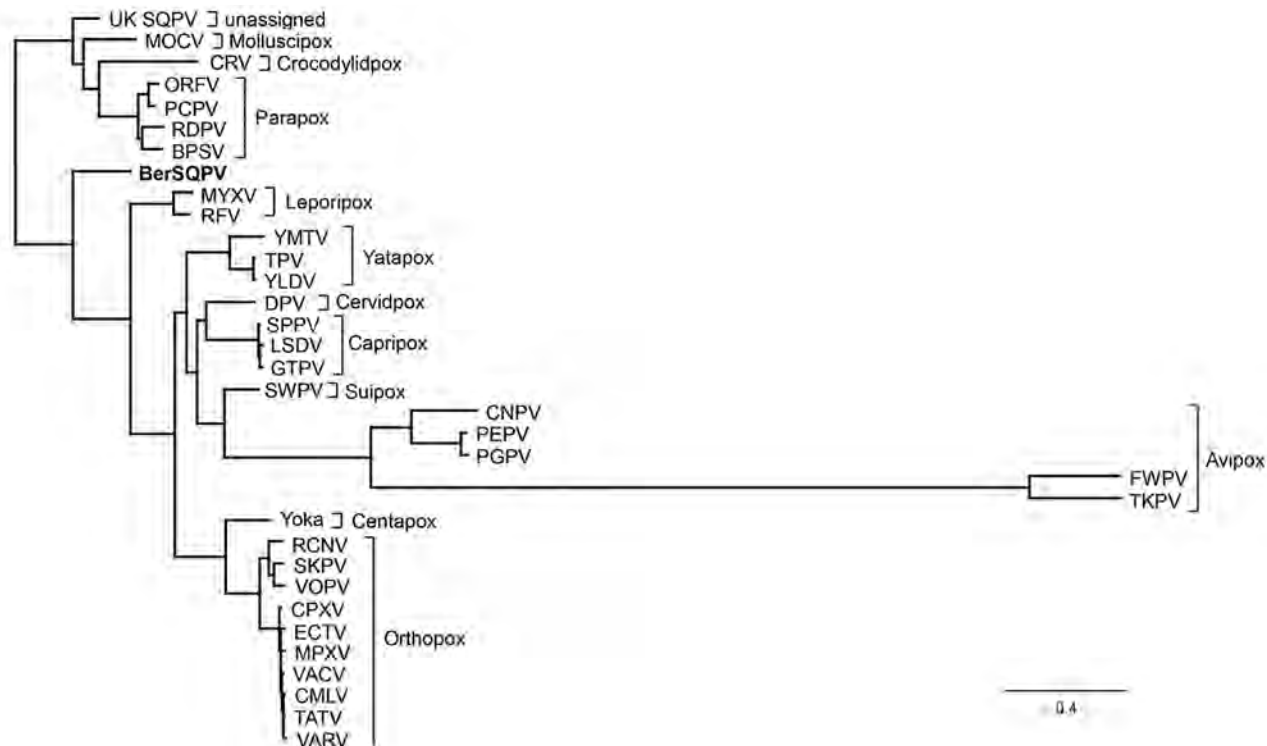 UK SQPV unassigned
MOCV Molluscipox
CRV Crocodylidpox
ORFV
PCPV
Parapox
RDPV
BPSV
BerSQPV
MYXV
Leporipox
RFV
YMTV
TPV
Yatapox
YLDV
DPV Cervidpox
SPPV
LSDV
Capripox
GTPV
SWPV Suipox
CNPV
PEPV
PGPV
Avipox
FWPV
TKPV
Yoka Centapox
RCNV
SKPV
VOPV
CPXV
ECTV
Orthopox
MPXV
VACV
CMLV
TATV
VARV
0.4